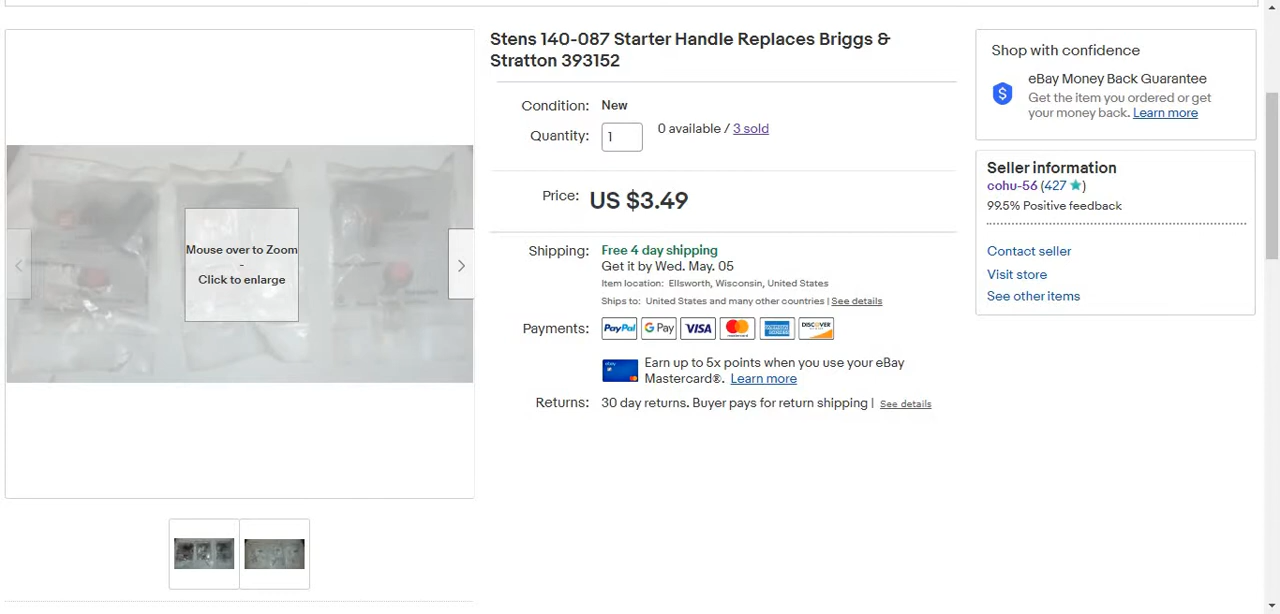 Stens 140-087 Starter Handle Replaces Briggs &
Stratton 393152
Condition: New
Quantity: 1 0 available / 3 sold
Price: US $3.49
Shipping: Free 4 day shipping
Get it by Wed. May. 05
Item location: Ellsworth, Wisconsin, United States
Ships to: United States and many other countries | See details
Payments: PayPal G Pay VISA mastercard DISCOVER
Earn up to 5x points when you use your eBay
Mastercard®. Learn more
Returns: 30 day returns. Buyer pays for return shipping | See details
Mouse over to Zoom
-
Click to enlarge
Shop with confidence
eBay Money Back Guarantee
Get the item you ordered or get
your money back. Learn more
Seller information
cohu-56 (427 ★)
99.5% Positive feedback
Contact seller
Visit store
See other items